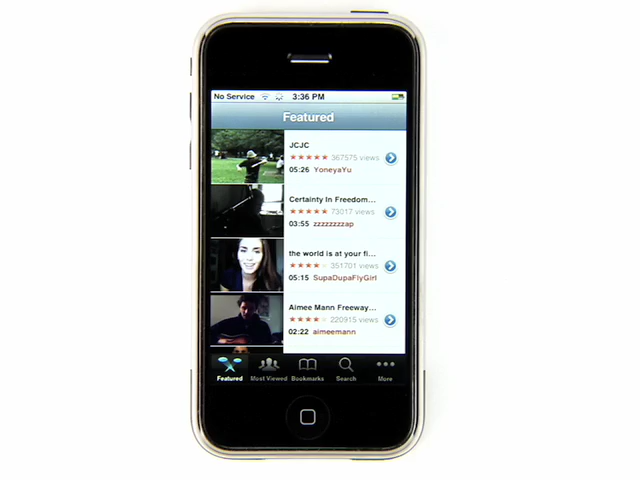 No Service 3:36 PM
Featured
JCJC
367575 views
05:26 YoneyaYu
Certainty In Freedom...
73017 views
03:55 zzzzzzzzap
the world is at your fi...
351701 views
05:15 SupaDupaFlyGirl
Aimee Mann Freeway...
220915 views
02:22 aimeemann
Featured Most Viewed Bookmarks Search More